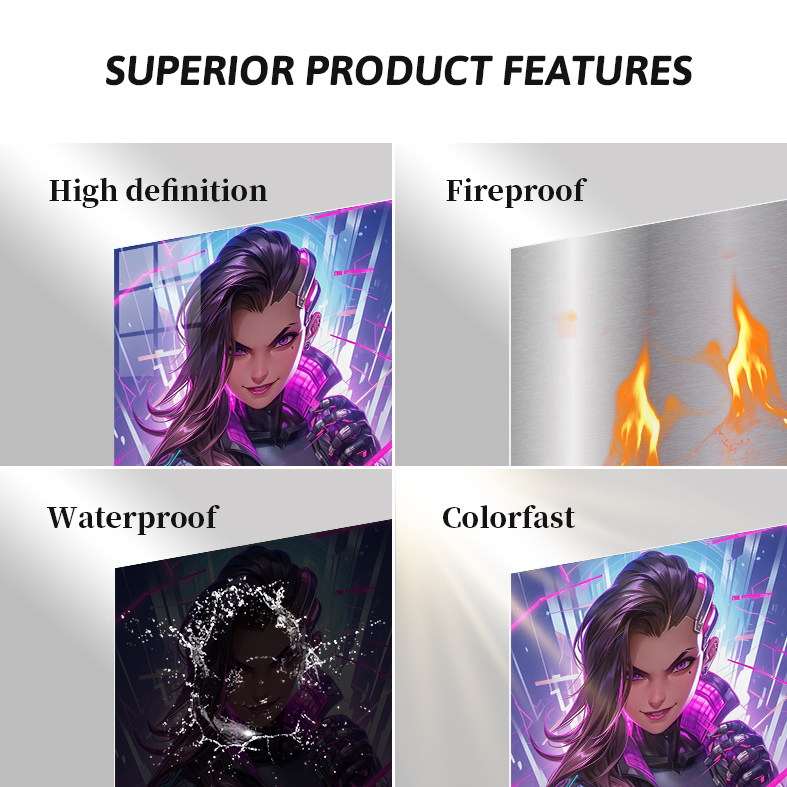 SUPERIOR PRODUCT FEATURES
High definition
Fireproof
Waterproof
Colorfast